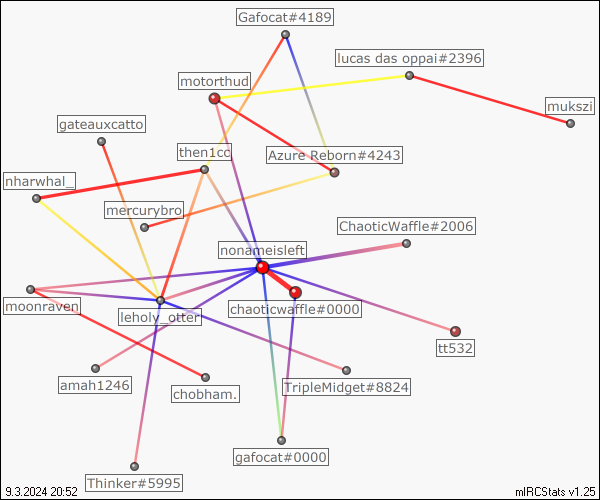 Gafocat#4189
lucas das oppai#2396
motorthud
mukszi
gateauxcatto
then1cc
Azure Reborn#4243
nharwhal_
mercurybro
ChaoticWaffle#2006
nonameisleft
moonraven
chaoticwaffle#0000
leholy_otter
tt532
amah1246
TripleMidget#8824
chobham.
gafocat#0000
Thinker#5995
9.3.2024 20:52
mIRCStats v1.25